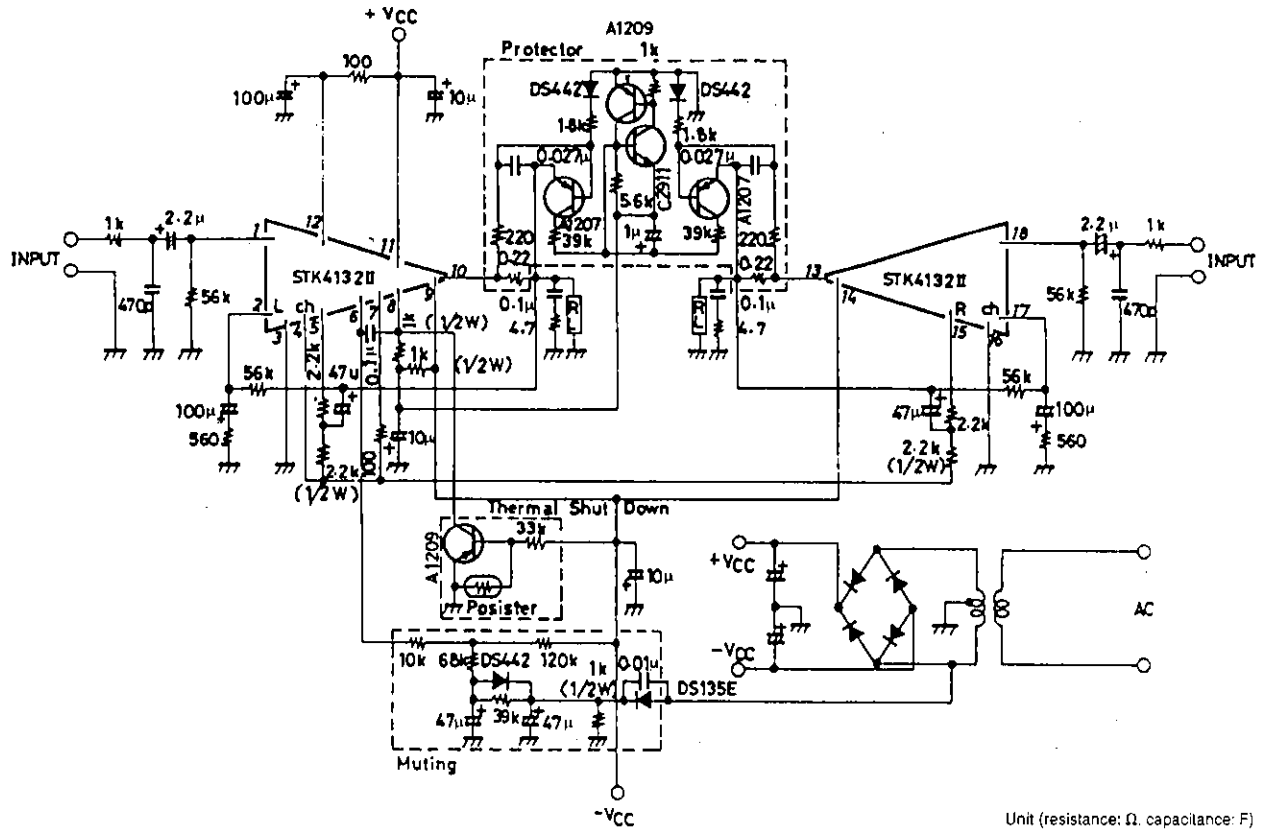 + VCC
A1209
1k
Protector
100
100μ
10μ
DS442
DS442
1.8k
1.8k
0.027μ
0.027μ
C2911
A1207
A1207
5.6k
39k
1μ
39k
220
220
0.22
0.22
1k
2.2μ
1
12
11
10
13
18
2.2μ
1k
INPUT
INPUT
STK4132II
STK4132II
470p
56k
2
L ch
3
4
5
6
7
8
9
14
R ch
15
16
17
56k
470p
0.1μ
4.7
RL
RL
0.1μ
4.7
2.2k
0.1μ
1k
(1/2W)
1k
(1/2W)
56k
47μ
56k
100μ
560
10μ
47μ
2.2k
100μ
560
2.2k
(1/2W)
100
2.2k
(1/2W)
Thermal Shut Down
A1209
33k
10μ
Posister
+VCC
-VCC
AC
10k
68k
DS442
120k
1k
(1/2W)
0.01μ
DS135E
47μ
39k
47μ
Muting
-VCC
Unit (resistance: Ω, capacitance: F)